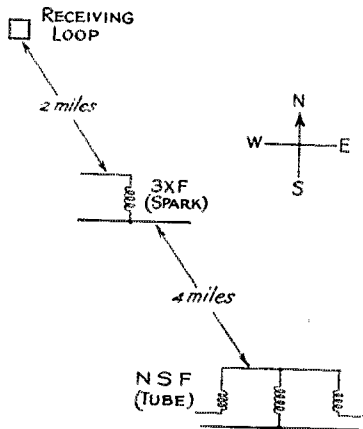 RECEIVING
LOOP
2 miles
N
W E
S
3XF
(SPARK)
4 miles
NSF
(TUBE)